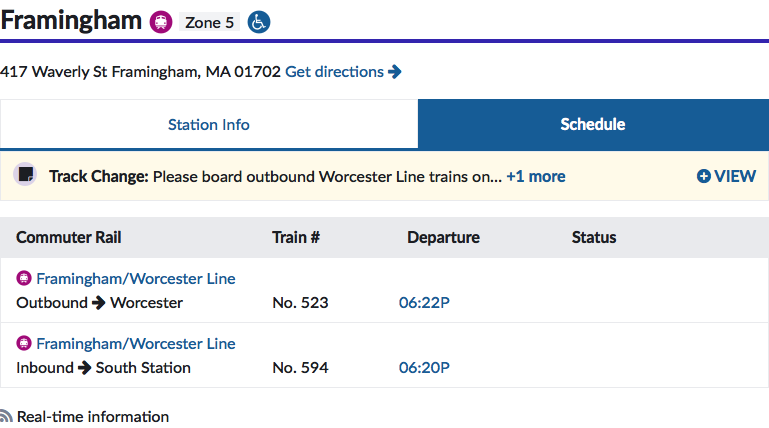 Framingham Zone 5
417 Waverly St Framingham, MA 01702 Get directions
Station Info Schedule
Track Change: Please board outbound Worcester Line trains on... +1 more VIEW
Commuter Rail Train # Departure Status
Framingham/Worcester Line
Outbound Worcester No. 523 06:22P
Framingham/Worcester Line
Inbound South Station No. 594 06:20P
Real-time information